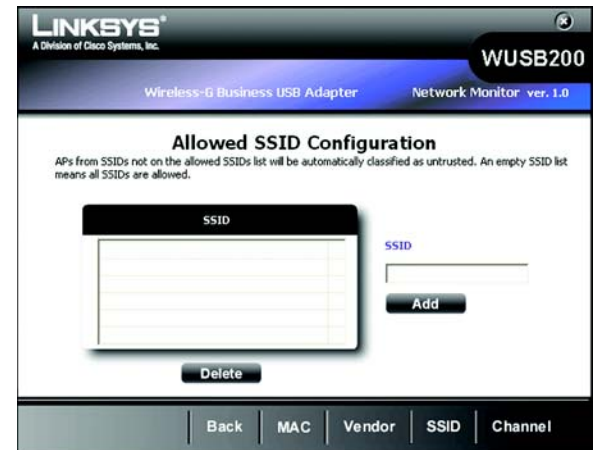 LINKSYS®
A Division of Cisco Systems, Inc.
WUSB200
Wireless-G Business USB Adapter
Network Monitor ver. 1.0
Allowed SSID Configuration
APs from SSIDs not on the allowed SSIDs list will be automatically classified as untrusted. An empty SSID list
means all SSIDs are allowed.
SSID
SSID
Add
Delete
Back
MAC
Vendor
SSID
Channel